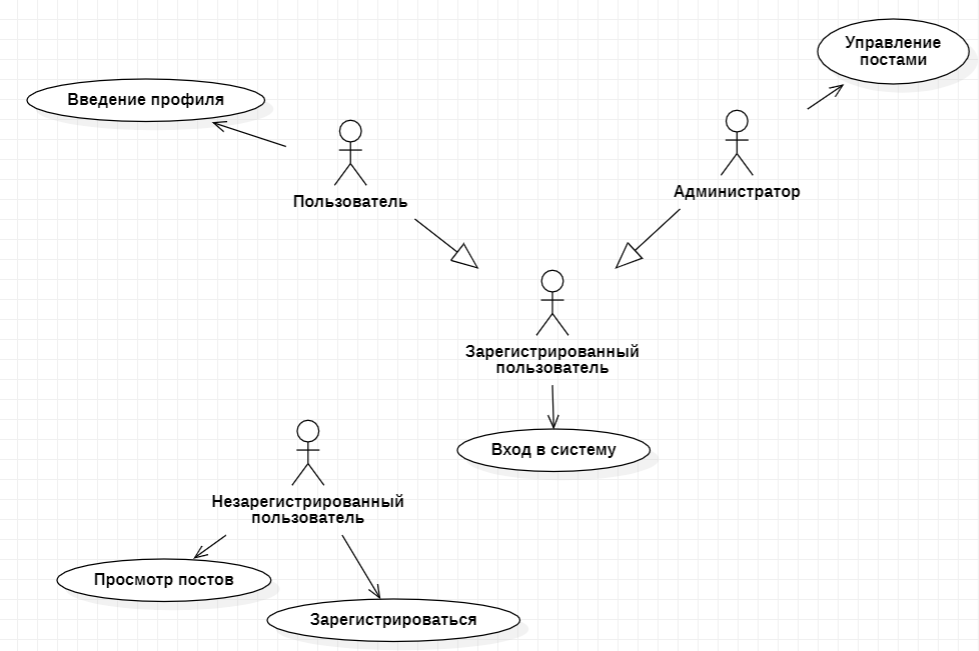 Управление
постами
Введение профиля
Администратор
Пользователь
Зарегистрированный
пользователь
Вход в систему
Незарегистрированный
пользователь
Просмотр постов
Зарегистрироваться